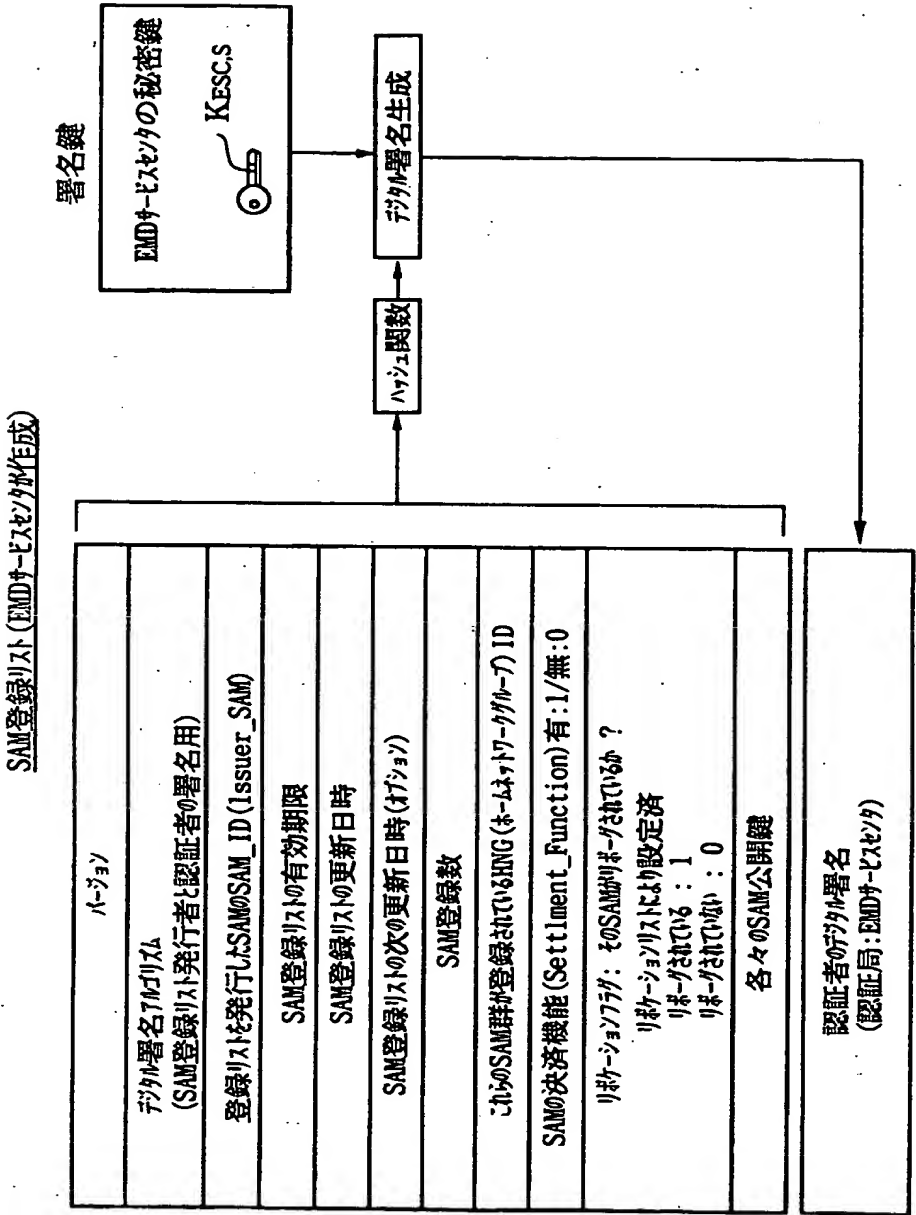 SAM登録リスト(EMDサービスセンタが作成)
バージョン
デジタル署名アルゴリズム
(SAM登録リスト発行者と認証者の署名用)
登録リストを発行したSAMのSAM_ID(Issuer_SAM)
SAM登録リストの有効期限
SAM登録リストの更新日時
SAM登録リストの次の更新日時(オプション)
SAM登録数
これらのSAM群が登録されているHNG(ホームネットワークグループ)ID
SAMの決済機能(Settlment_Function)有:1/無:0
リボケーションフラグ: そのSAMがリボークされているか?
リボケーションリストにより設定済
リボークされている : 1
リボークされていない : 0
各々のSAM公開鍵
認証者のデジタル署名
(認証局:EMDサービスセンタ)
ハッシュ関数
署名鍵
EMDサービスセンタの秘密鍵
KESC,S
デジタル署名生成